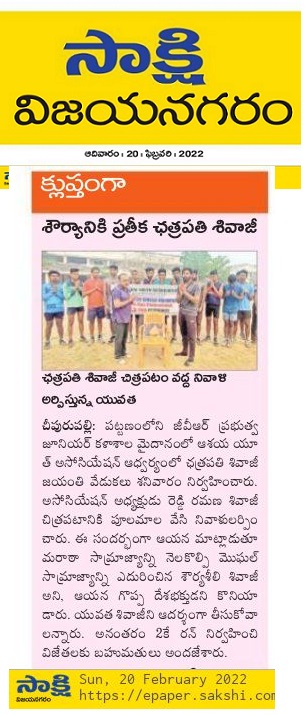 సాక్షి
విజయనగరం
ఆదివారం : 20 : ఫిబ్రవరి : 2022
క్లుప్తంగా
శౌర్యానికి ప్రతీక ఛత్రపతి శివాజీ
ఛత్రపతి శివాజీ చిత్రపటం వద్ద నివాళి
అర్పిస్తున్న యువత
చీపురుపల్లి: పట్టణంలోని జీవీఆర్ ప్రభుత్వ
జూనియర్ కళాశాల మైదానంలో ఆశయ యూ
త్ అసోసియేషన్ ఆధ్వర్యంలో ఛత్రపతి శివాజీ
జయంతి వేడుకలు శనివారం నిర్వహించారు.
అసోసియేషన్ అధ్యక్షుడు రెడ్డి రమణ శివాజీ
చిత్రపటానికి పూలమాల వేసి నివాళులర్పిం
చారు. ఈ సందర్భంగా ఆయన మాట్లాడుతూ
మరాఠా సామ్రాజ్యాన్ని నెలకొల్పి మొఘల్
సామ్రాజ్యాన్ని ఎదురించిన శౌర్యశీలి శివాజీ
అని, ఆయన గొప్ప దేశభక్తుడని కొనియా
డారు. యువత శివాజీని ఆదర్శంగా తీసుకోవా
లన్నారు. అనంతరం 2కే రన్ నిర్వహించి
విజేతలకు బహుమతులు అందజేశారు.
సాక్షి
విజయనగరం
Sun, 20 February 2022
https://epaper.sakshi.com